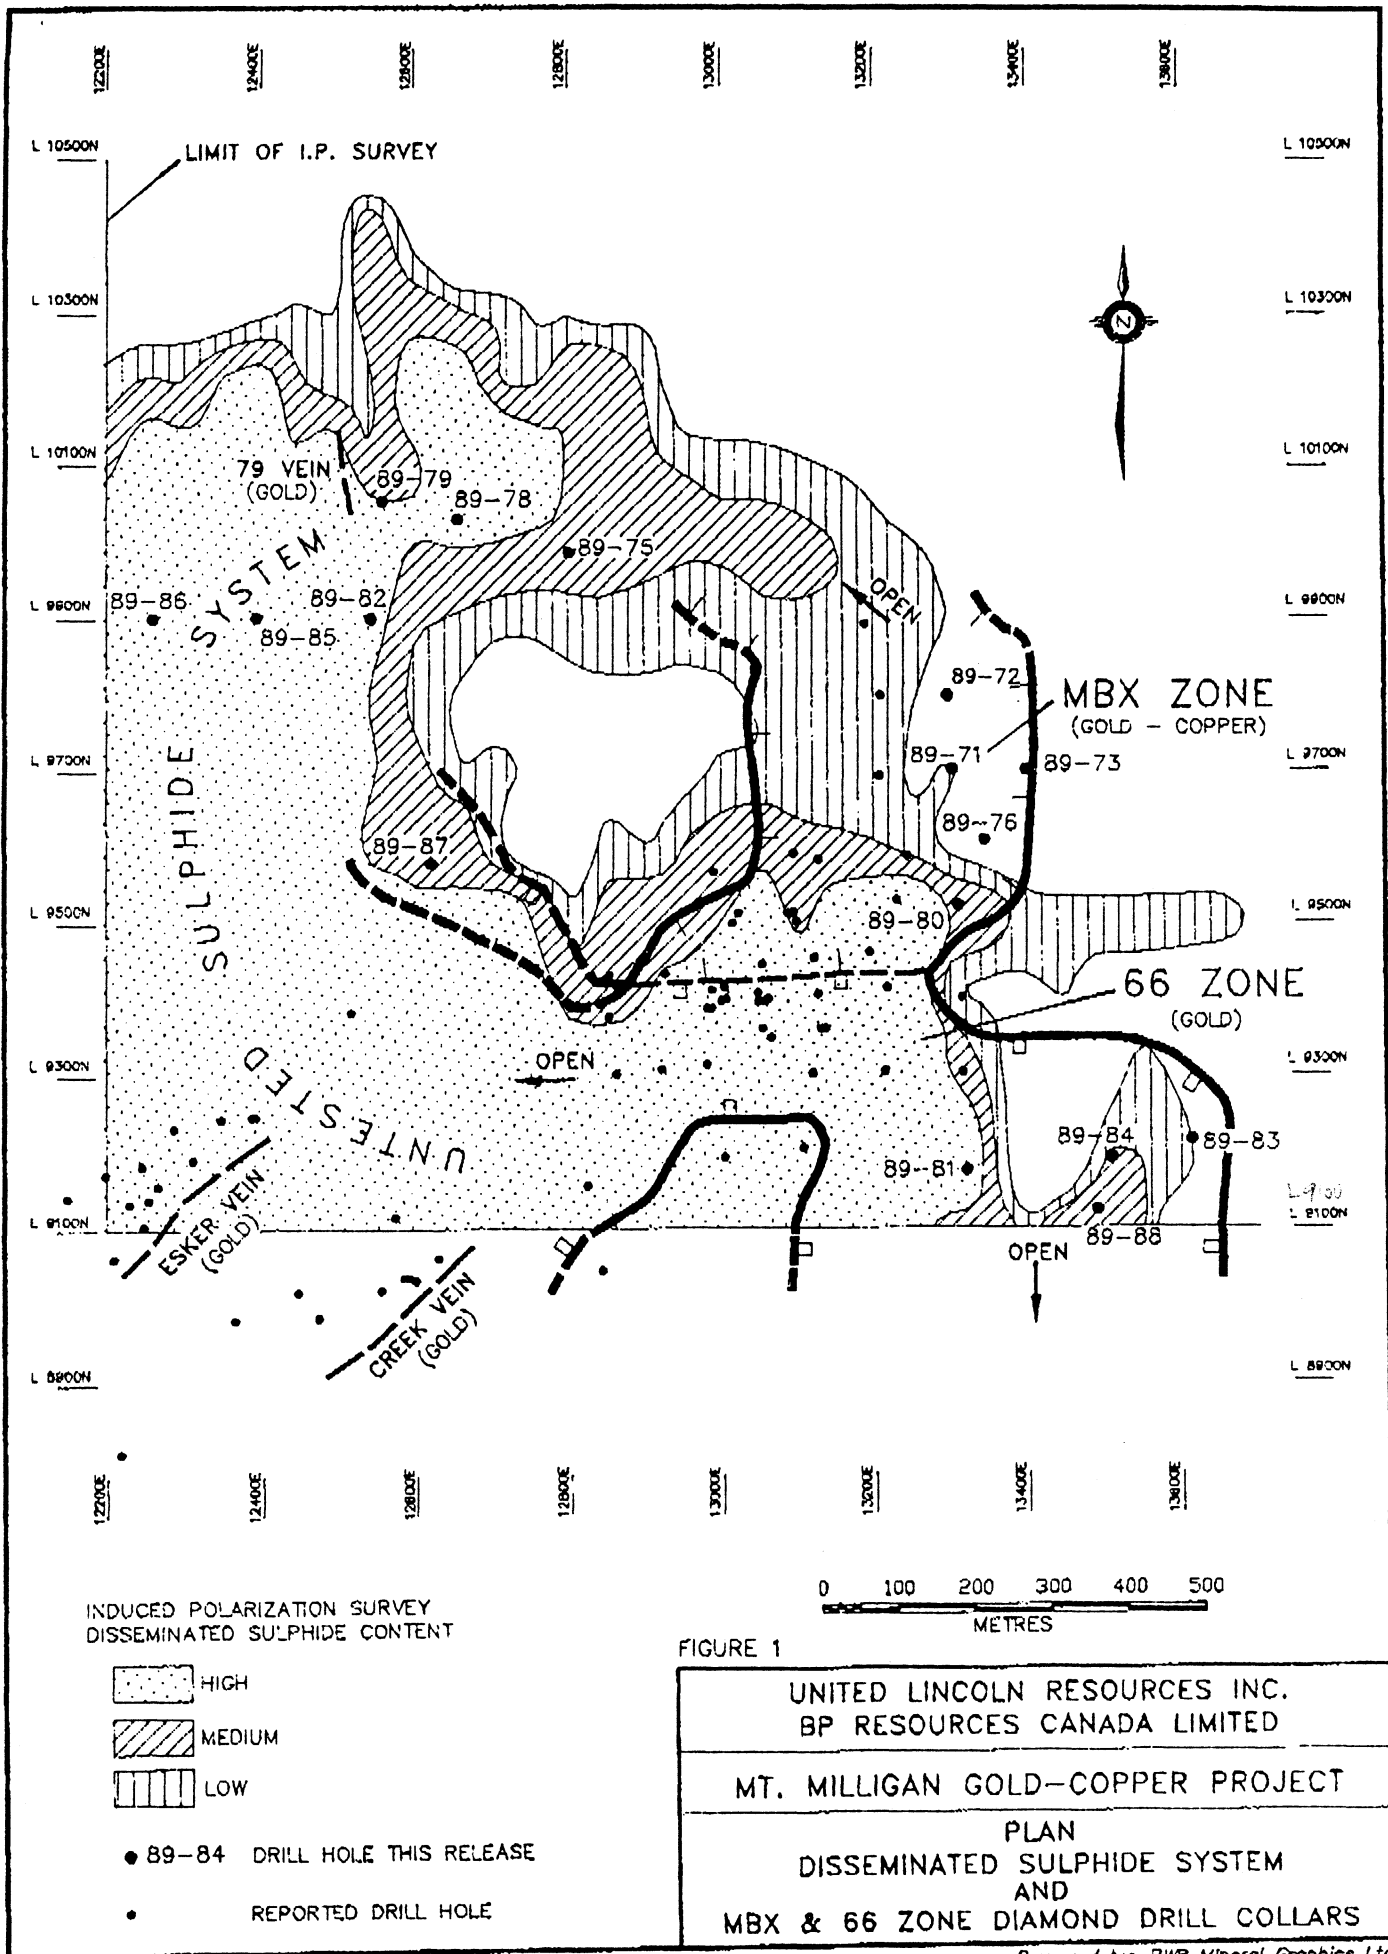 12200E 12400E 12600E 12800E 13000E 13200E 13400E 13600E
L 10500N L 10500N
LIMIT OF I.P. SURVEY
L 10300N L 10300N
N
L 10100N L 10100N
79 VEIN
(GOLD)
89-79
89-78
89-75
SYSTEM
OPEN
L 9900N L 9900N
89-86
89-82
89-85
89-72
MBX ZONE
(GOLD - COPPER)
SULPHIDE
L 9700N L 9700N
89-71
89-73
89-76
89-87
L 9500N L 9500N
89-80
66 ZONE
(GOLD)
UNTESTED
OPEN
L 9300N L 9300N
89-84
89-83
89-81
L 9100
L 9100N L 9100N
89-88
ESKER VEIN
(GOLD)
OPEN
CREEK VEIN
(GOLD)
L 8900N L 8900N
12200E 12400E 12600E 12800E 13000E 13200E 13400E 13600E
0 100 200 300 400 500
METRES
INDUCED POLARIZATION SURVEY
DISSEMINATED SULPHIDE CONTENT
HIGH
MEDIUM
LOW
89-84 DRILL HOLE THIS RELEASE
REPORTED DRILL HOLE
FIGURE 1
UNITED LINCOLN RESOURCES INC.
BP RESOURCES CANADA LIMITED
MT. MILLIGAN GOLD-COPPER PROJECT
PLAN
DISSEMINATED SULPHIDE SYSTEM
AND
MBX & 66 ZONE DIAMOND DRILL COLLARS
Mineral Graphics